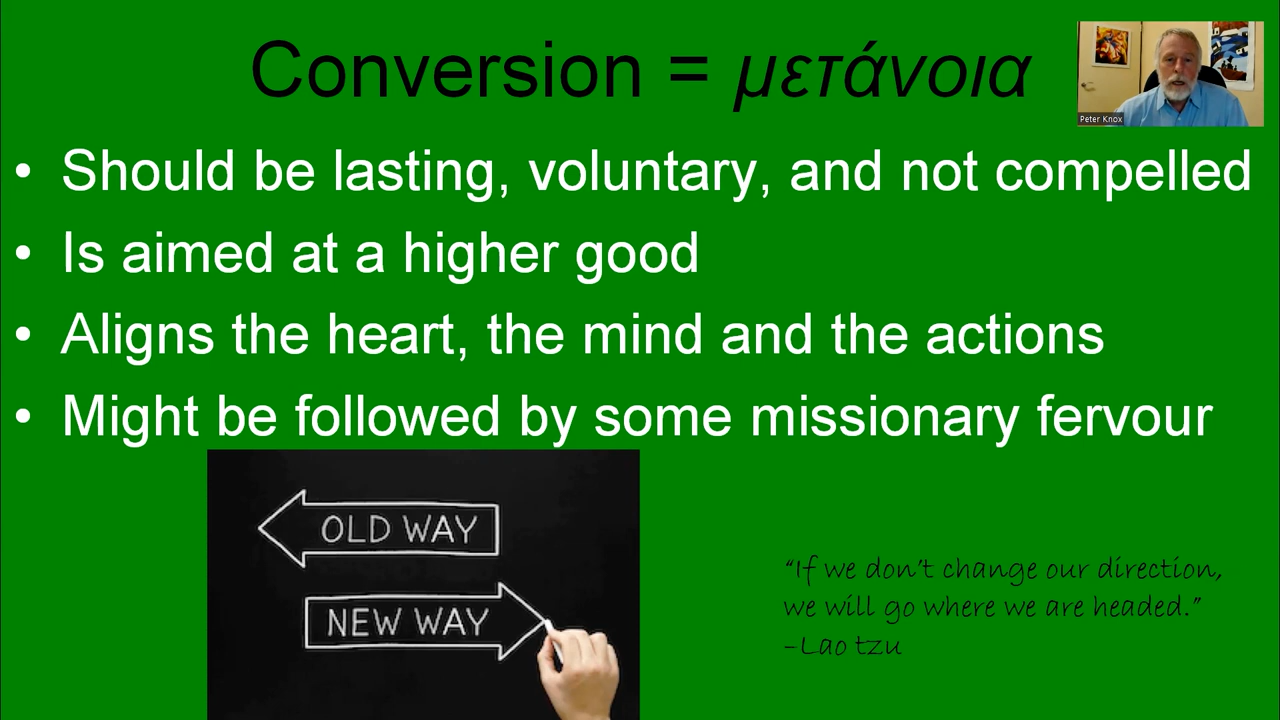 Conversion = μετάνοια
Peter Knox
• Should be lasting, voluntary, and not compelled
• Is aimed at a higher good
• Aligns the heart, the mind and the actions
• Might be followed by some missionary fervour
OLD WAY
NEW WAY
“If we don’t change our direction,
we will go where we are headed.”
–Lao tzu